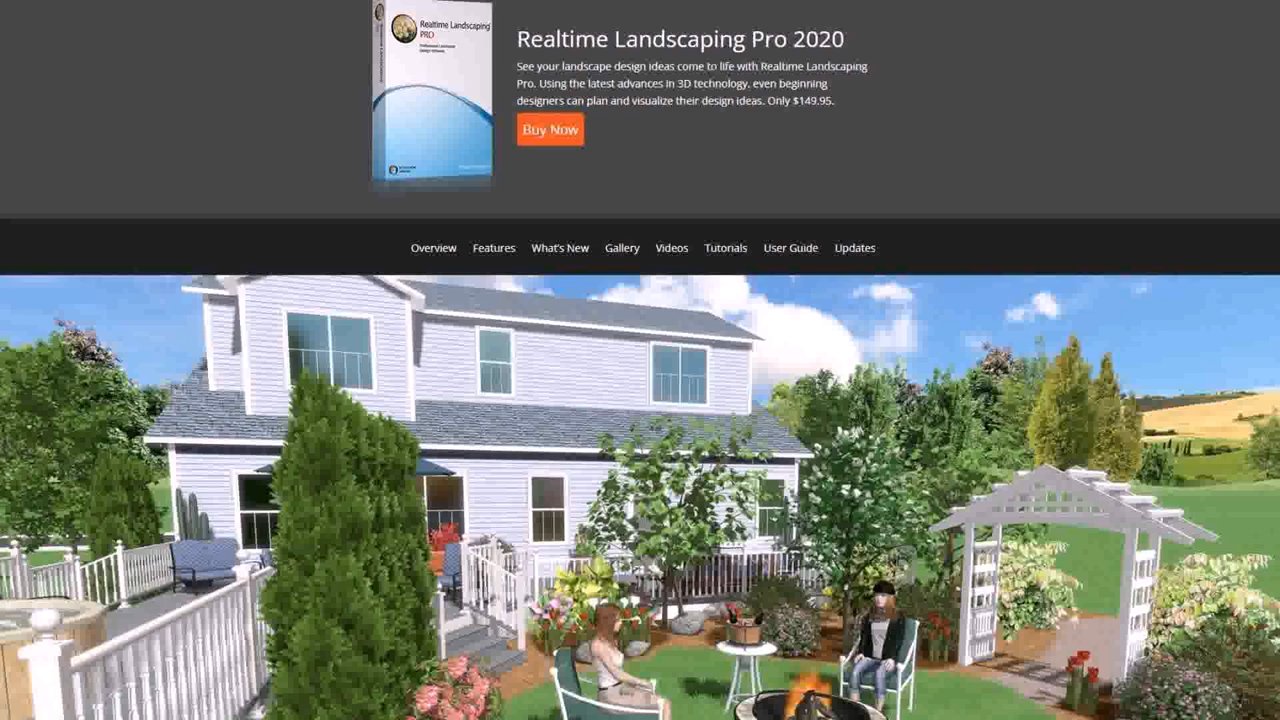 Realtime Landscaping
PRO
Realtime Landscaping Pro 2020
See your landscape design ideas come to life with Realtime Landscaping
Pro. Using the latest advances in 3D technology, even beginning
designers can plan and visualize their design ideas. Only $149.95.
Buy Now
Overview Features What's New Gallery Videos Tutorials User Guide Updates